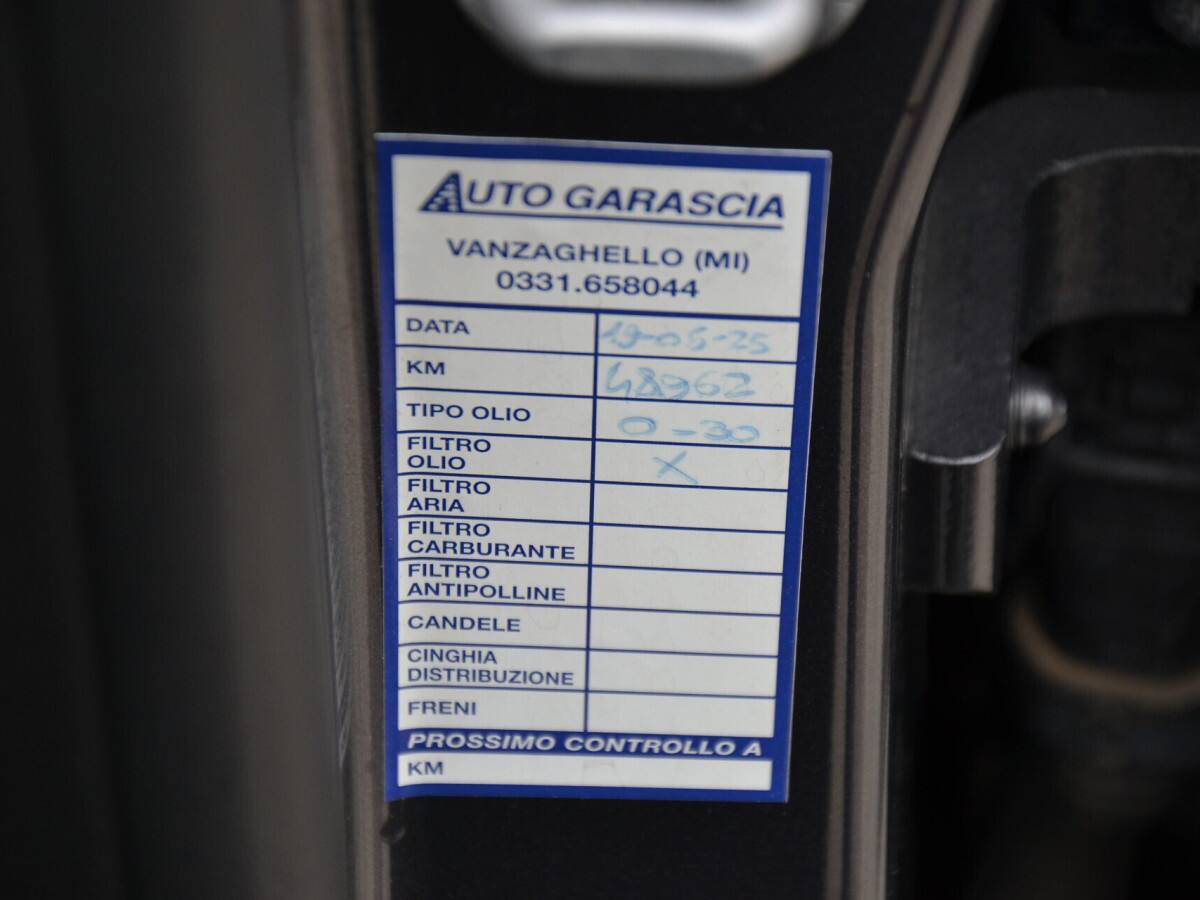 AUTO GARASCIA
VANZAGHELLO (MI)
0331.658044
DATA 19-05-25
KM 48962
TIPO OLIO 0-30
FILTRO
OLIO X
FILTRO
ARIA
FILTRO
CARBURANTE
FILTRO
ANTIPOLLINE
CANDELE
CINGHIA
DISTRIBUZIONE
FRENI
PROSSIMO CONTROLLO A
KM